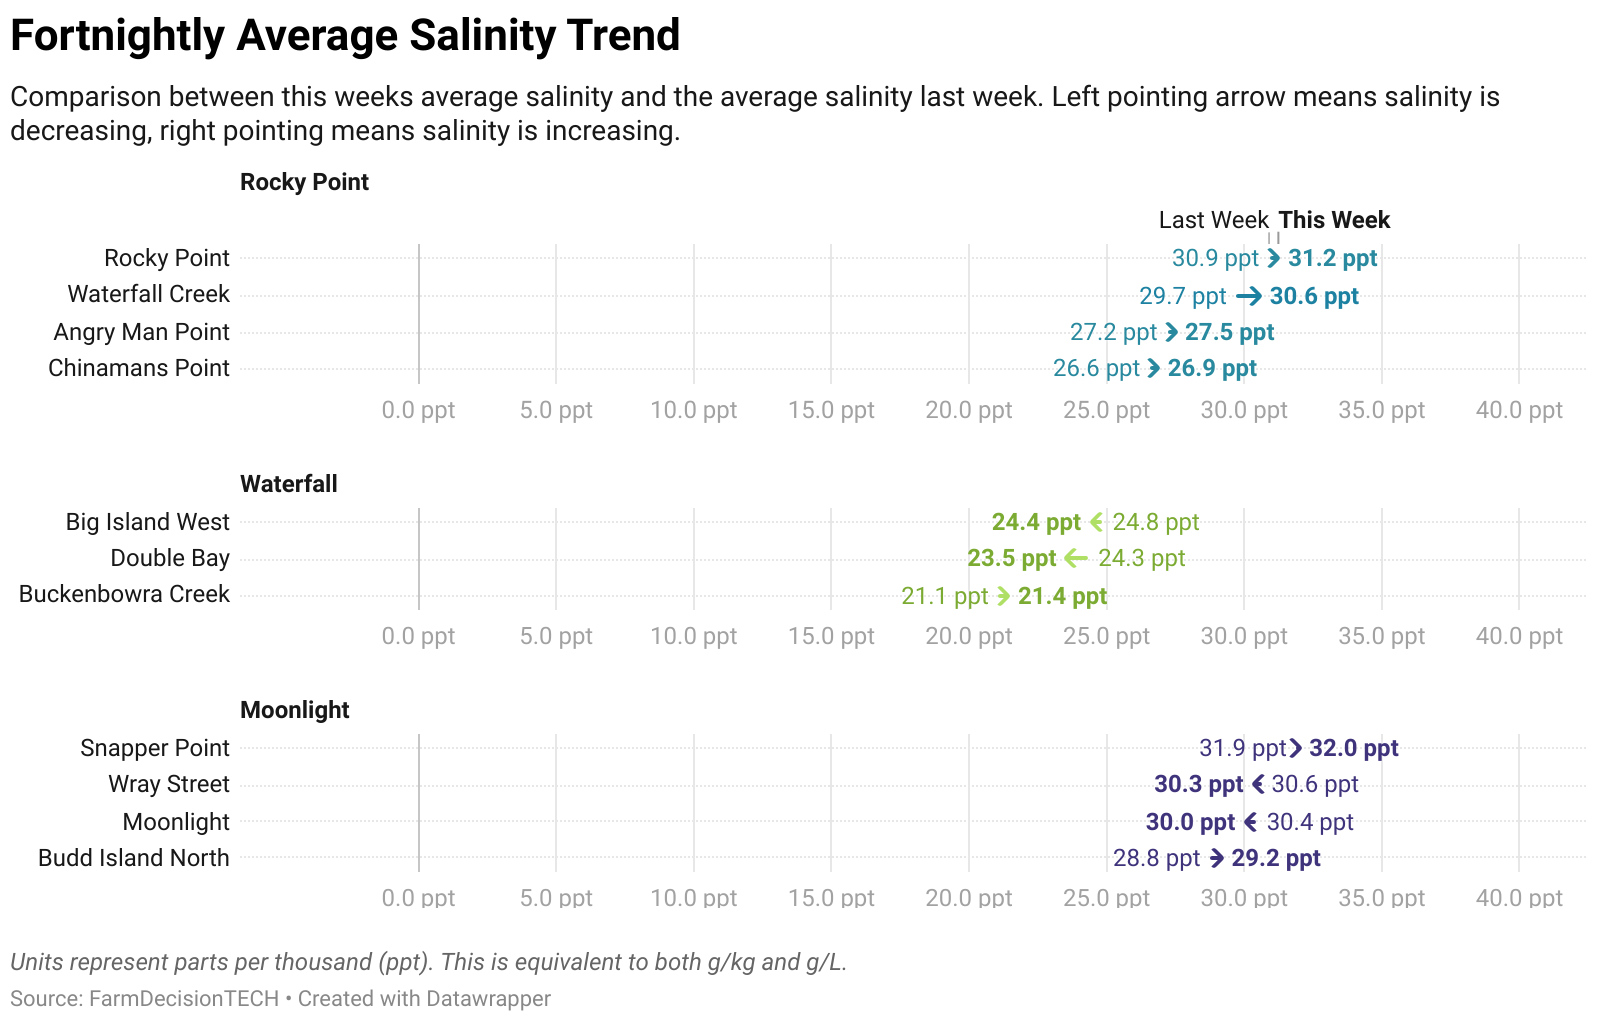 Fortnightly Average Salinity Trend
Comparison between this weeks average salinity and the average salinity last week. Left pointing arrow means salinity is
decreasing, right pointing means salinity is increasing.
Rocky Point
Last Week This Week
Rocky Point 30.9 ppt 31.2 ppt
Waterfall Creek 29.7 ppt 30.6 ppt
Angry Man Point 27.2 ppt 27.5 ppt
Chinamans Point 26.6 ppt 26.9 ppt
0.0 ppt 5.0 ppt 10.0 ppt 15.0 ppt 20.0 ppt 25.0 ppt 30.0 ppt 35.0 ppt 40.0 ppt
Waterfall
Big Island West 24.4 ppt 24.8 ppt
Double Bay 23.5 ppt 24.3 ppt
Buckenbowra Creek 21.1 ppt 21.4 ppt
0.0 ppt 5.0 ppt 10.0 ppt 15.0 ppt 20.0 ppt 25.0 ppt 30.0 ppt 35.0 ppt 40.0 ppt
Moonlight
Snapper Point 31.9 ppt 32.0 ppt
Wray Street 30.3 ppt 30.6 ppt
Moonlight 30.0 ppt 30.4 ppt
Budd Island North 28.8 ppt 29.2 ppt
0.0 ppt 5.0 ppt 10.0 ppt 15.0 ppt 20.0 ppt 25.0 ppt 30.0 ppt 35.0 ppt 40.0 ppt
Units represent parts per thousand (ppt). This is equivalent to both g/kg and g/L.
Source: FarmDecisionTECH • Created with Datawrapper